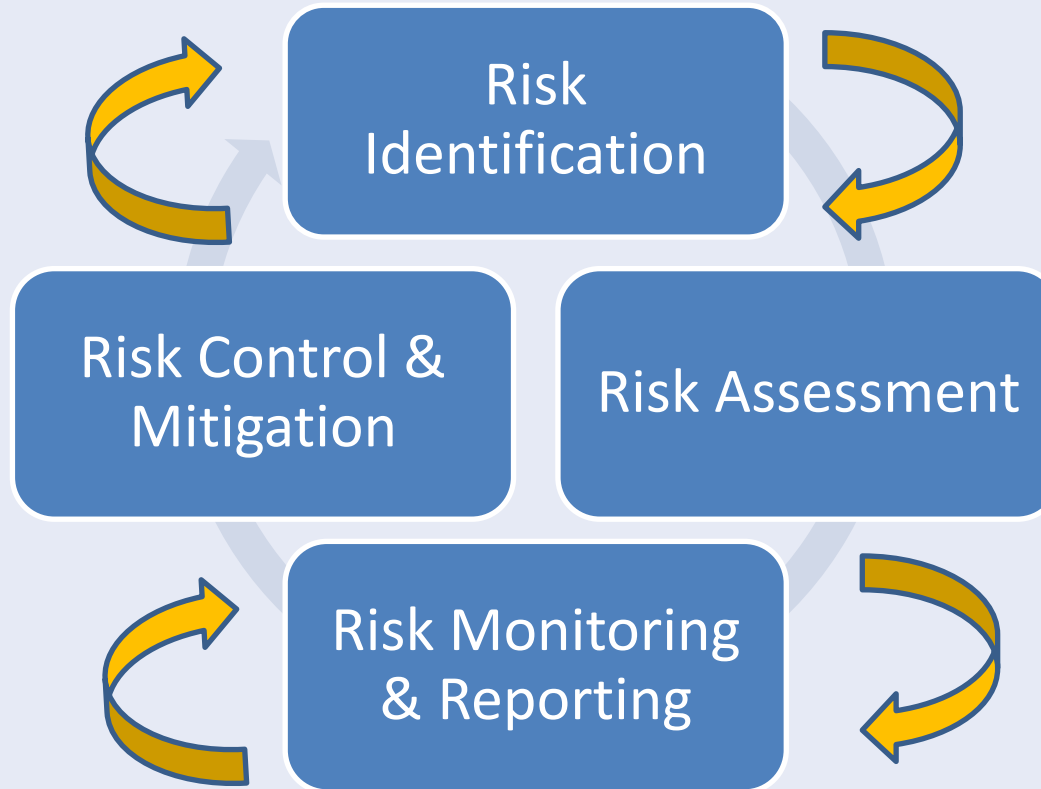 Risk
Identification
Risk Control &
Mitigation
Risk Assessment
Risk Monitoring
& Reporting